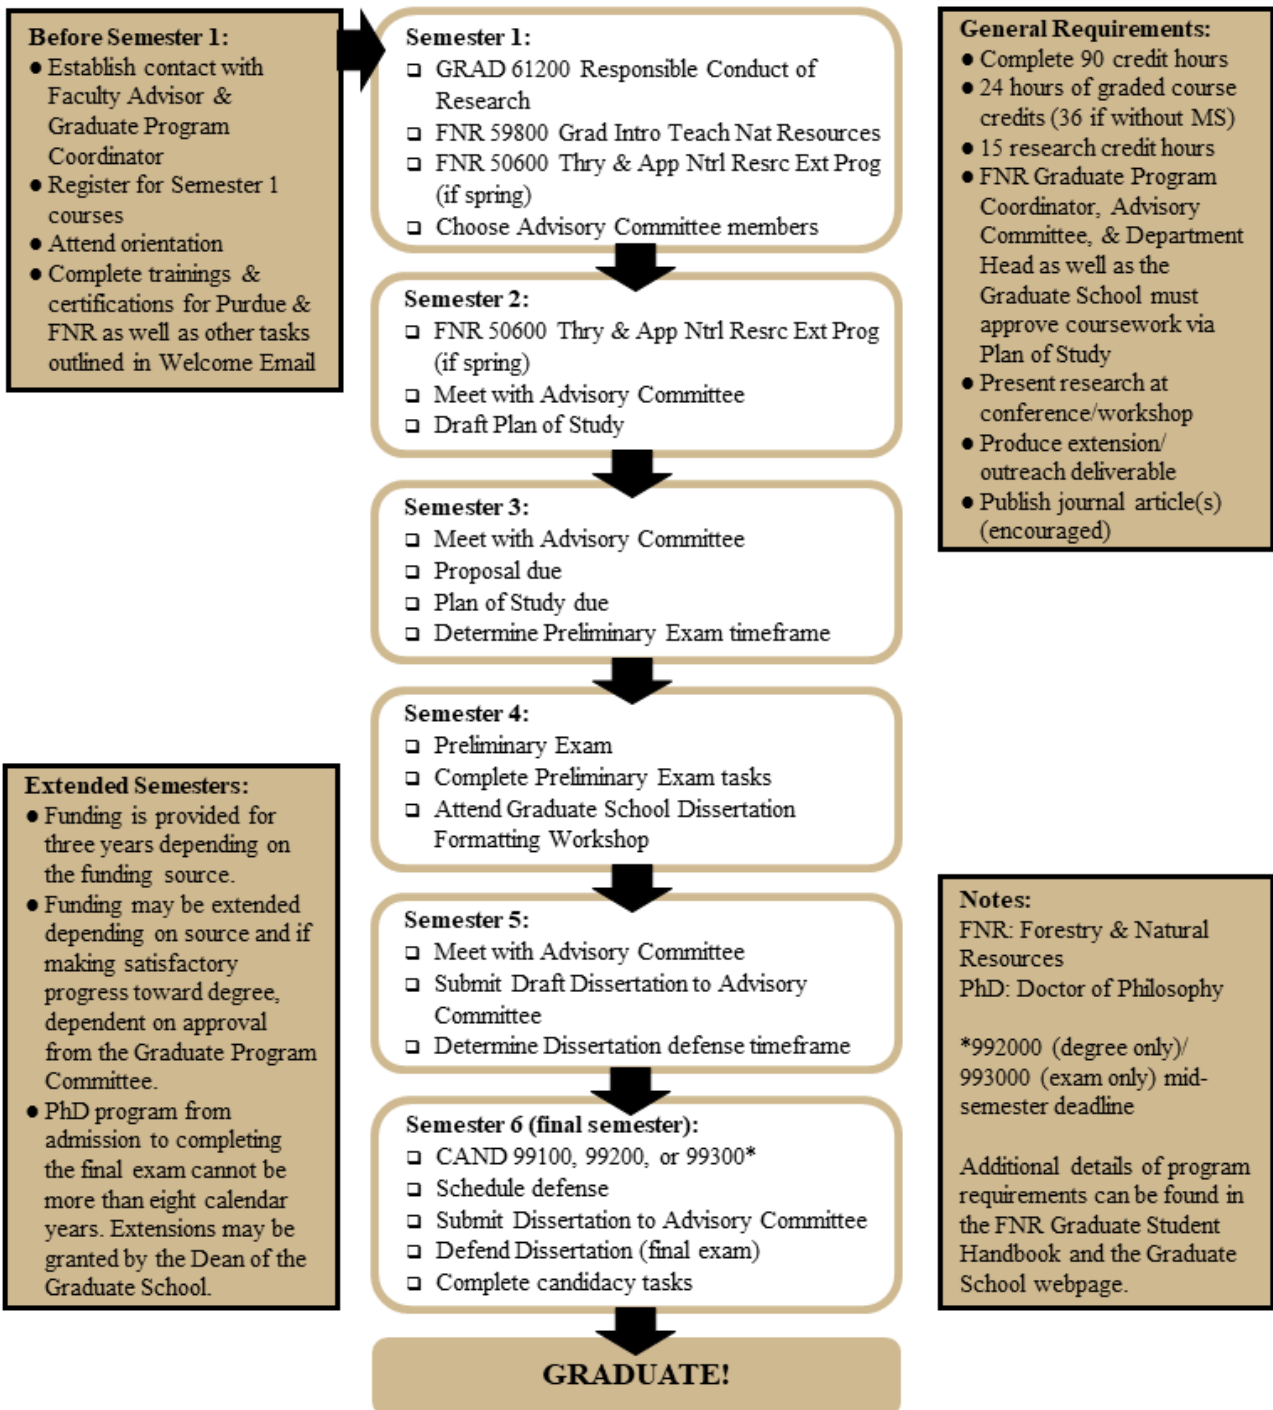 Before Semester 1:
● Establish contact with
Faculty Advisor &
Graduate Program
Coordinator
● Register for Semester 1
courses
● Attend orientation
● Complete trainings &
certifications for Purdue &
FNR as well as other tasks
outlined in Welcome Email
Semester 1:
❑ GRAD 61200 Responsible Conduct of
Research
❑ FNR 59800 Grad Intro Teach Nat Resources
❑ FNR 50600 Thry & App Ntrl Resrc Ext Prog
(if spring)
❑ Choose Advisory Committee members
Semester 2:
❑ FNR 50600 Thry & App Ntrl Resrc Ext Prog
(if spring)
❑ Meet with Advisory Committee
❑ Draft Plan of Study
Semester 3:
❑ Meet with Advisory Committee
❑ Proposal due
❑ Plan of Study due
❑ Determine Preliminary Exam timeframe
Semester 4:
❑ Preliminary Exam
❑ Complete Preliminary Exam tasks
❑ Attend Graduate School Dissertation
Formatting Workshop
Semester 5:
❑ Meet with Advisory Committee
❑ Submit Draft Dissertation to Advisory
Committee
❑ Determine Dissertation defense timeframe
Semester 6 (final semester):
❑ CAND 99100, 99200, or 99300*
❑ Schedule defense
❑ Submit Dissertation to Advisory Committee
❑ Defend Dissertation (final exam)
❑ Complete candidacy tasks
GRADUATE!
General Requirements:
● Complete 90 credit hours
● 24 hours of graded course
credits (36 if without MS)
● 15 research credit hours
● FNR Graduate Program
Coordinator, Advisory
Committee, & Department
Head as well as the
Graduate School must
approve coursework via
Plan of Study
● Present research at
conference/workshop
● Produce extension/
outreach deliverable
● Publish journal article(s)
(encouraged)
Extended Semesters:
● Funding is provided for
three years depending on
the funding source.
● Funding may be extended
depending on source and if
making satisfactory
progress toward degree,
dependent on approval
from the Graduate Program
Committee.
● PhD program from
admission to completing
the final exam cannot be
more than eight calendar
years. Extensions may be
granted by the Dean of the
Graduate School.
Notes:
FNR: Forestry & Natural
Resources
PhD: Doctor of Philosophy
*992000 (degree only)/
993000 (exam only) mid-
semester deadline
Additional details of program
requirements can be found in
the FNR Graduate Student
Handbook and the Graduate
School webpage.